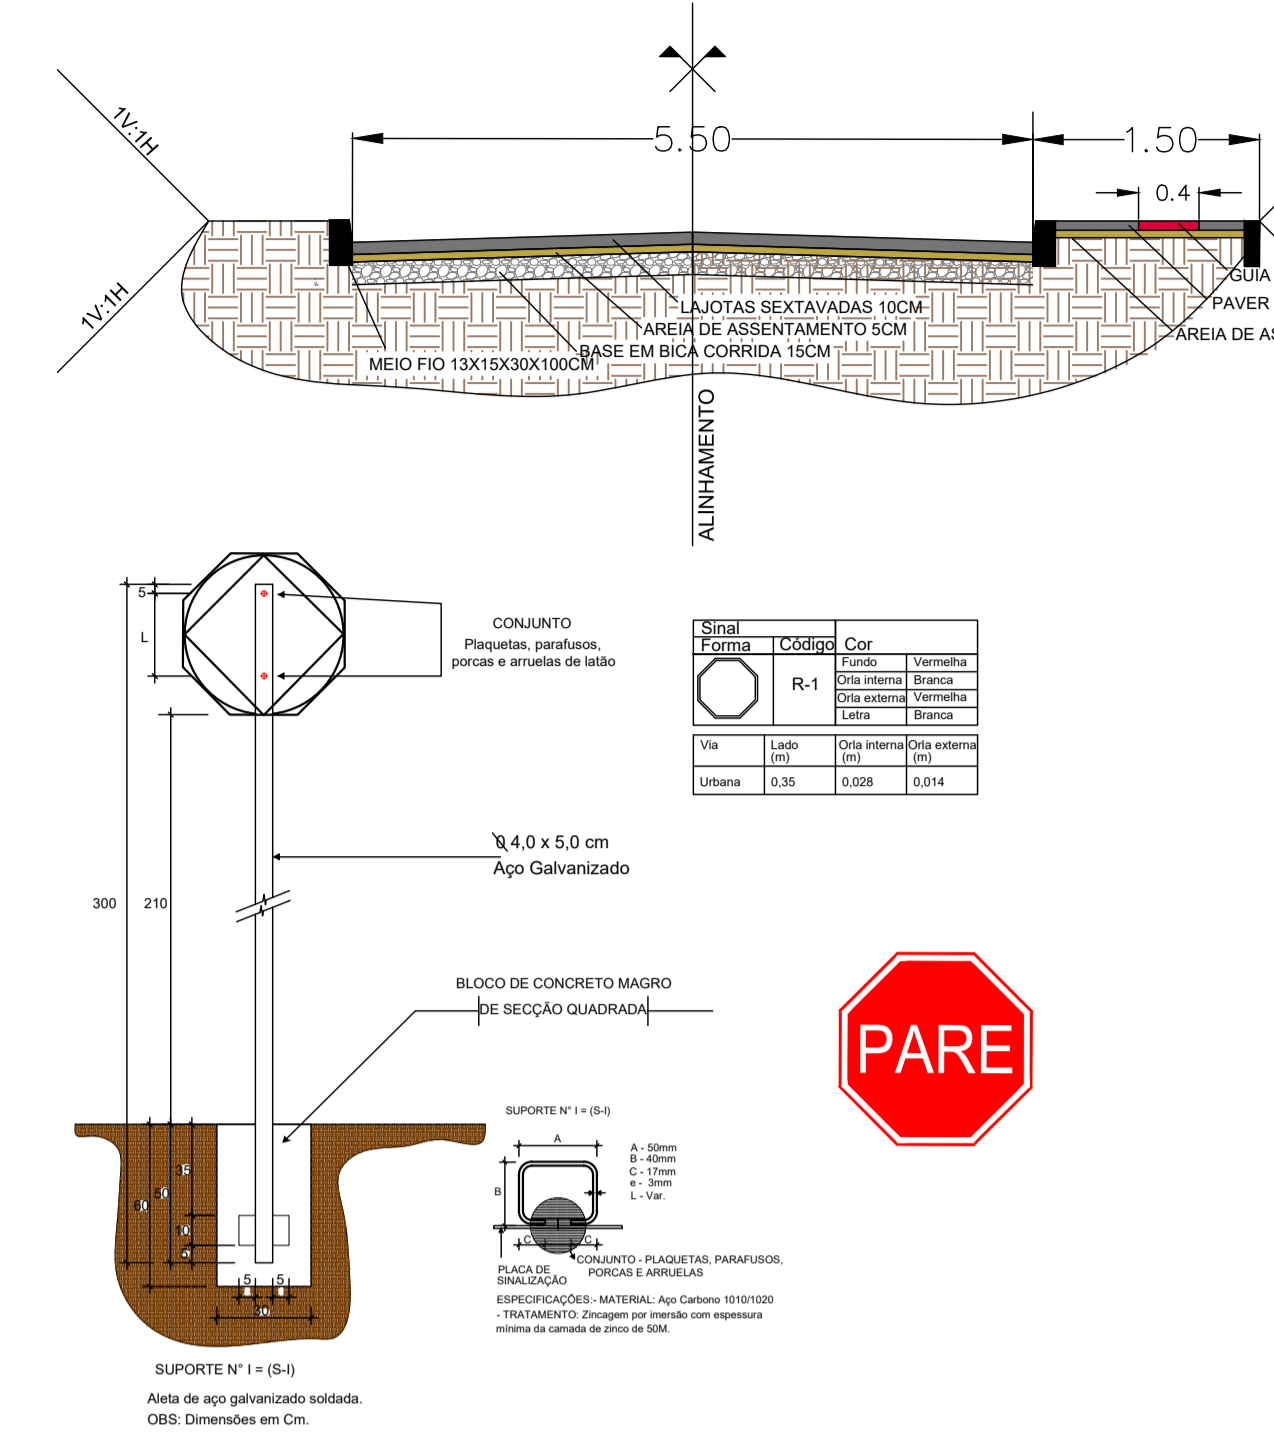 1V:1H
1V:1H
5.50
1.50
0.4
GUIA
PAVER
AREIA DE AS
LAJOTAS SEXTAVADAS 10CM
AREIA DE ASSENTAMENTO 5CM
BASE EM BICA CORRIDA 15CM
MEIO FIO 13X15X30X100CM
ALINHAMENTO
5
L
300
210
CONJUNTO
Plaquetas, parafusos,
porcas e arruelas de latão
Sinal
Forma Código Cor
R-1
Fundo Vermelha
Orla interna Branca
Orla externa Vermelha
Letra Branca
Via Lado (m) Orla interna (m) Orla externa (m)
Urbana 0,35 0,028 0,014
4,0 x 5,0 cm
Aço Galvanizado
BLOCO DE CONCRETO MAGRO
DE SECÇÃO QUADRADA
PARE
35
50
60
10
5
5 5
30
SUPORTE N° I = (S-I)
A
B
C C
A - 50mm
B - 40mm
C - 17mm
e - 3mm
L - Var.
PLACA DE
SINALIZAÇÃO
CONJUNTO - PLAQUETAS, PARAFUSOS,
PORCAS E ARRUELAS
ESPECIFICAÇÕES:- MATERIAL: Aço Carbono 1010/1020
- TRATAMENTO: Zincagem por imersão com espessura
mínima da camada de zinco de 50M.
SUPORTE N° I = (S-I)
Aleta de aço galvanizado soldada.
OBS: Dimensões em Cm.